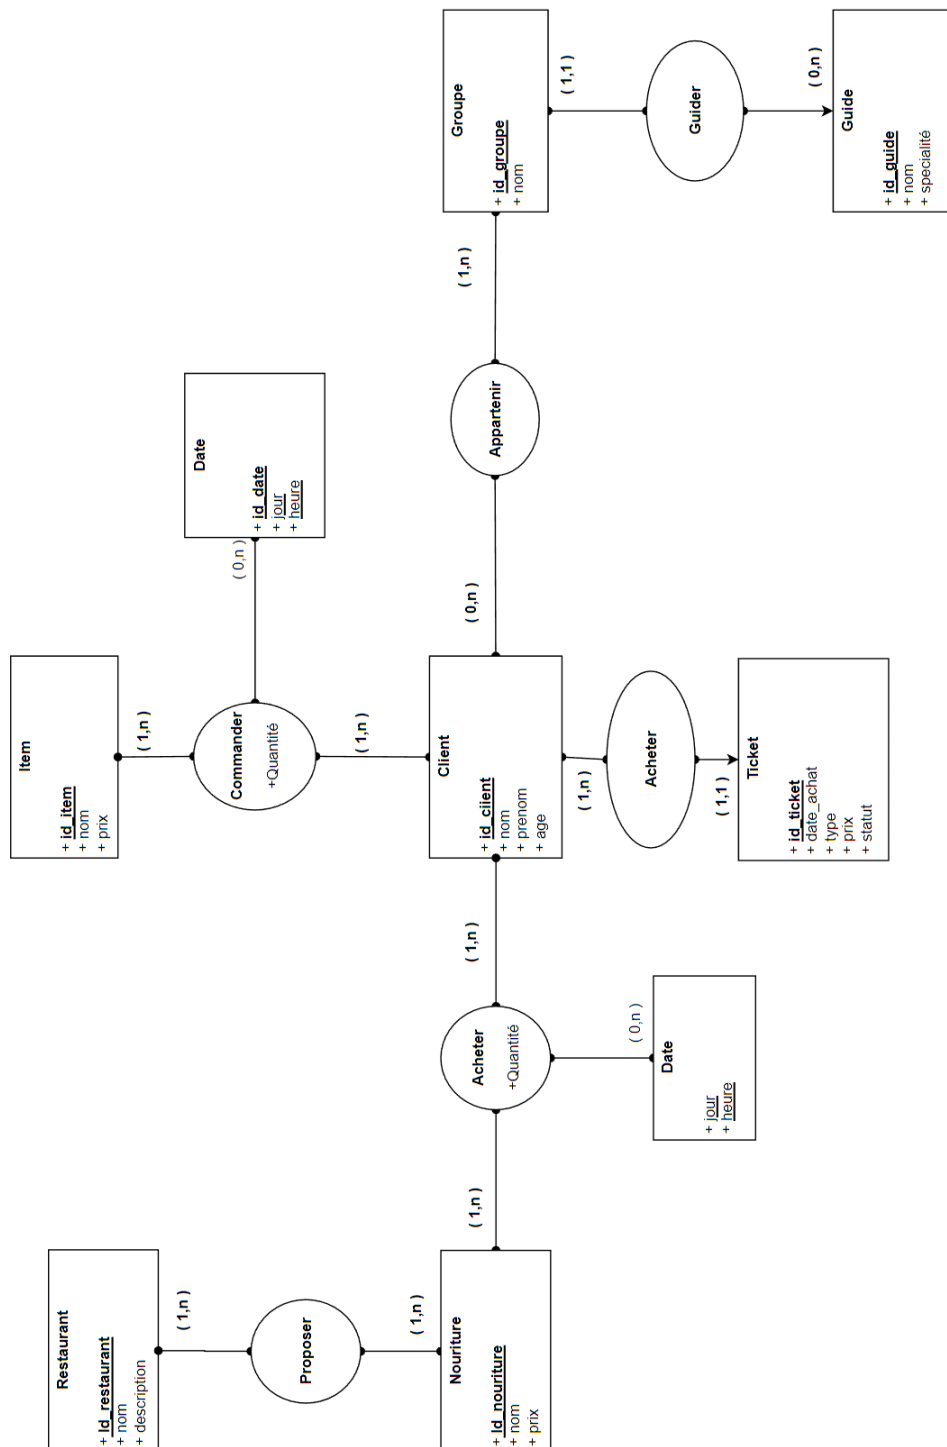 Restaurant
+ Id_restaurant
+ nom
+ description
( 1,n )
Proposer
( 1,n )
Nouriture
+ Id_nouriture
+ nom
+ prix
( 1,n )
Acheter
+Quantité
( 0,n )
Date
+ jour
+ heure
( 1,n )
Item
+ id_item
+ nom
+ prix
( 1,n )
Commander
+Quantité
( 0,n )
Date
+ id_date
+ jour
+ heure
( 1,n )
Client
+ id_ciient
+ nom
+ prenom
+ age
( 1,n )
Acheter
( 1,1 )
Ticket
+ id_ticket
+ date_achat
+ type
+ prix
+ statut
( 0,n )
Appartenir
( 1,n )
Groupe
+ id_groupe
+ nom
( 1,1 )
Guider
( 0,n )
Guide
+ id_guide
+ nom
+ specialité